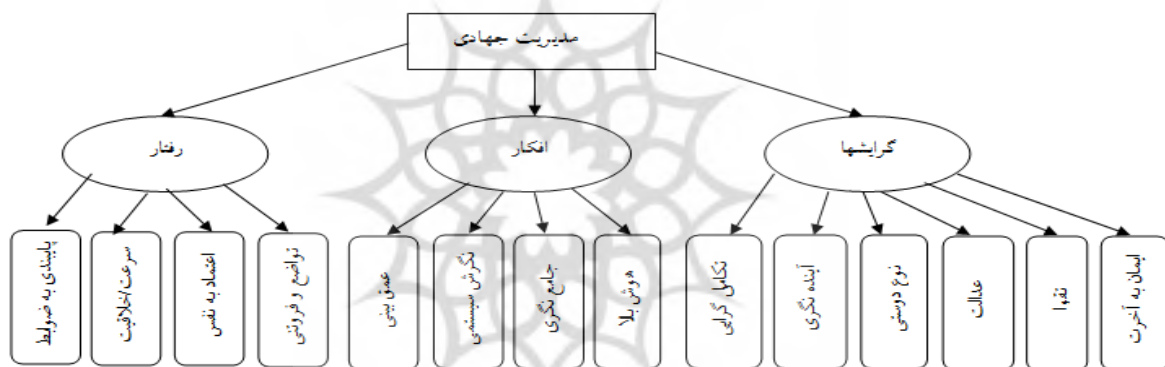 مدیریت جهادی
گرایشها
افکار
رفتار
ایمان به آخرت
تقوا
عدالت
نوع دوستی
آینده نگری
تکامل گرایی
هوش بالا
جامع نگری
نگرش سیستمی
عمق بینی
تواضع و فروتنی
اعتماد به نفس
سرعت/خلاقیت
پایبندی به ضوابط